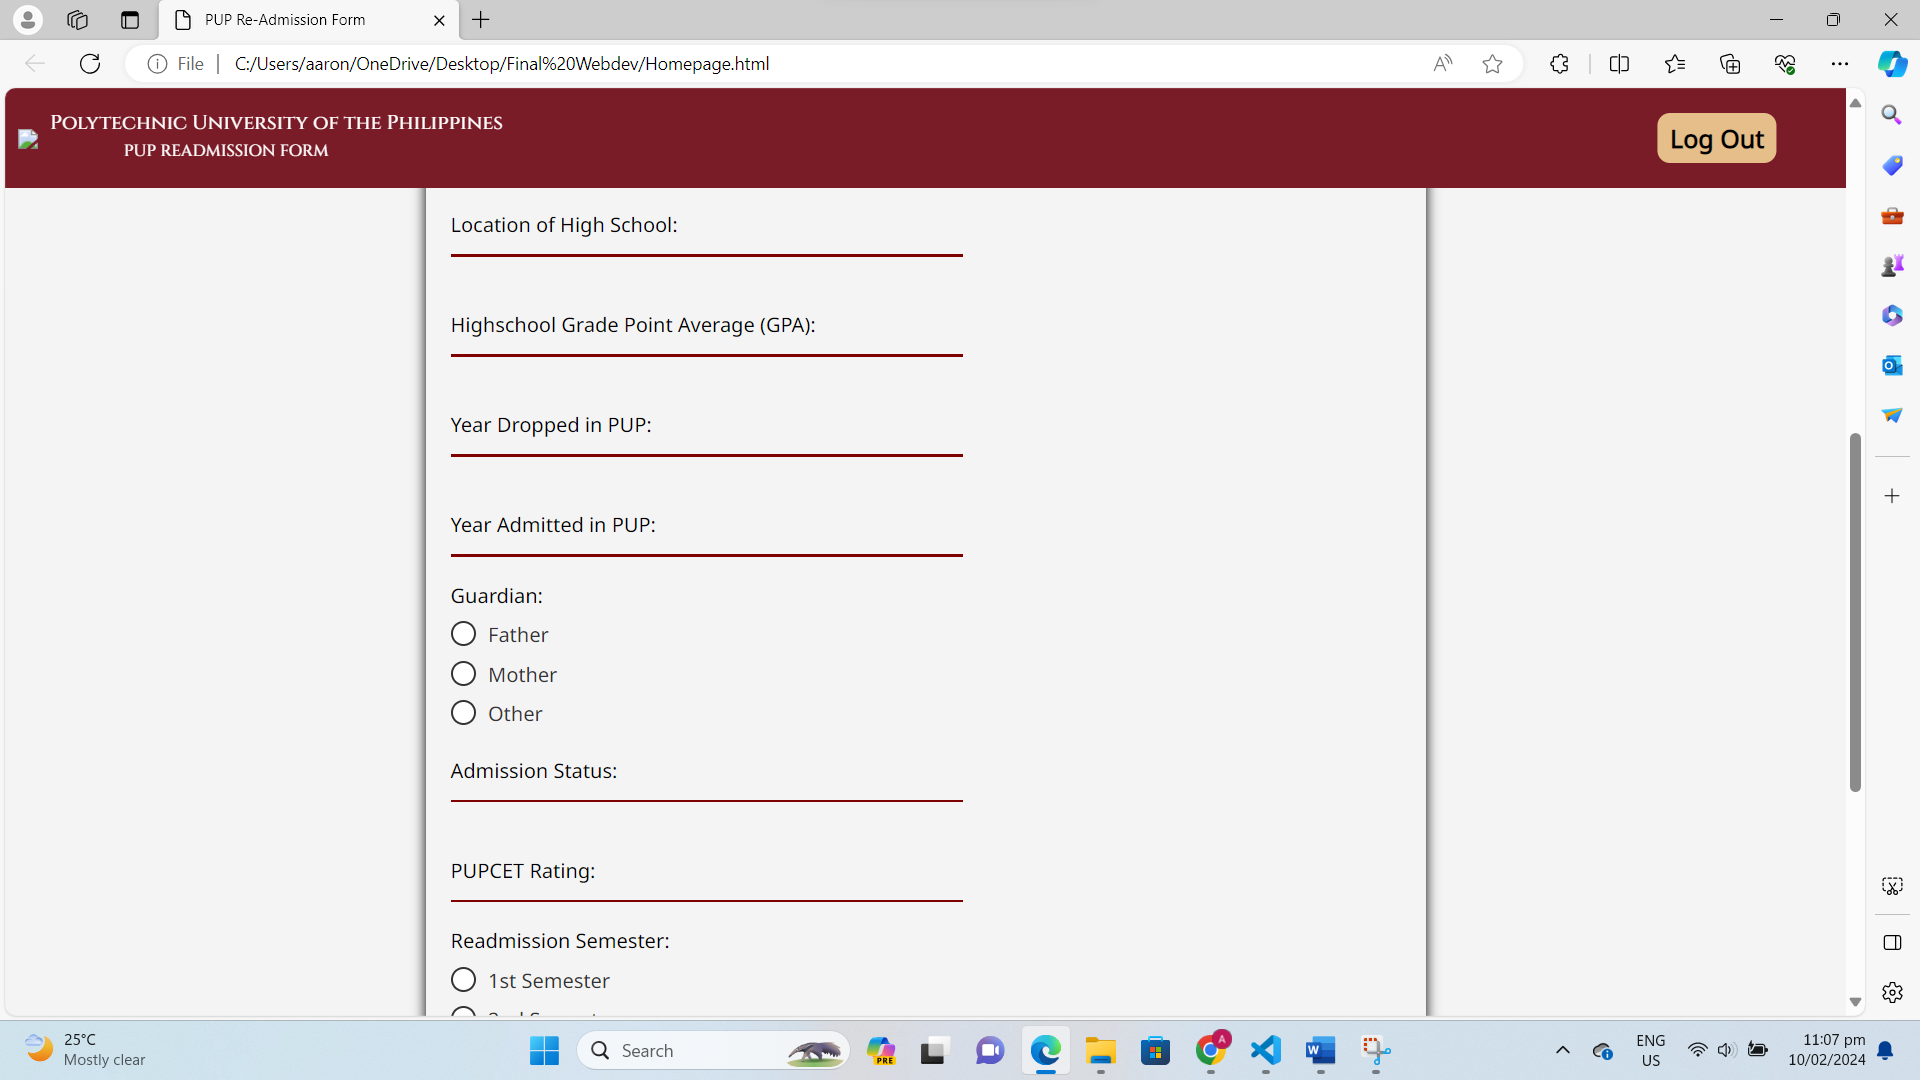 PUP Re-Admission Form
File
C:/Users/aaron/OneDrive/Desktop/Final%20Webdev/Homepage.html
Polytechnic University of the Philippines
PUP READMISSION FORM
Log Out
Location of High School:
Highschool Grade Point Average (GPA):
Year Dropped in PUP:
Year Admitted in PUP:
Guardian:
Father
Mother
Other
Admission Status:
PUPCET Rating:
Readmission Semester:
1st Semester
25°C
Mostly clear
Search
PRE
A
ENG
US
11:07 pm
10/02/2024